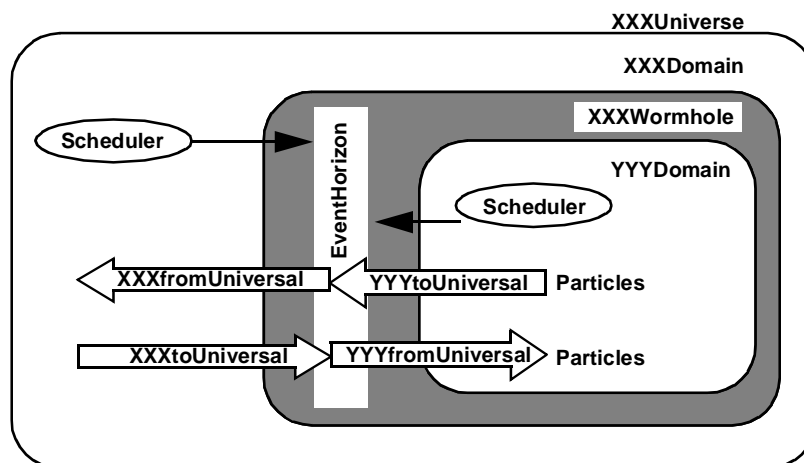 XXXUniverse
XXXDomain
XXXWormhole
Scheduler
YYYDomain
EventHorizon
Scheduler
XXXfromUniversal
YYYtoUniversal
Particles
XXXtoUniversal
YYYfromUniversal
Particles